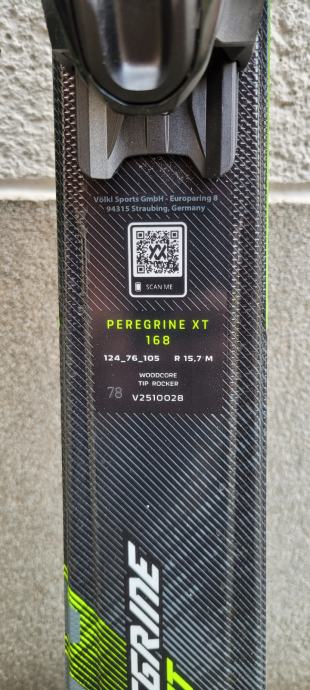 Völkl Sports GmbH - Europaring 8
94315 Straubing, Germany
SCAN ME
PEREGRINE XT
168
124_76_105 R 15,7 M
WOODCORE
TIP ROCKER
78 V2510028
EGRINE
T